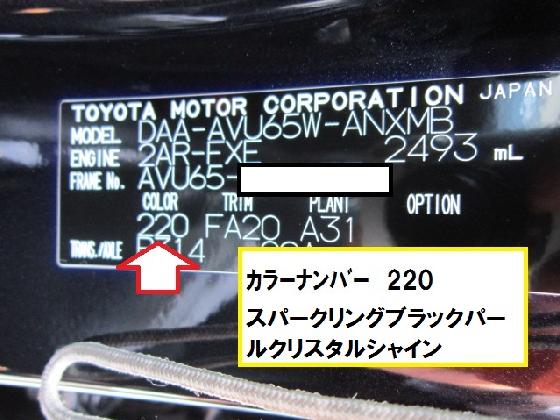 TOYOTA MOTOR CORPORATION JAPAN
MODEL DAA-AVU65W-ANXMB
ENGINE 2AR-FXE 2493 mL
FRAME No. AVU65-
COLOR TRIM PLANT OPTION
220 FA20 A31
TRANS./AXLE
カラーナンバー 220
スパークリングブラックパー
ルクリスタルシャイン